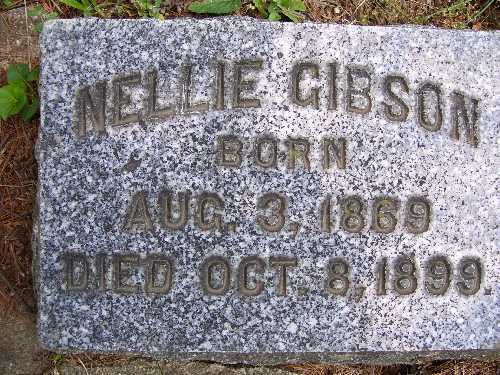 NELLIE GIBSON
BORN
AUG. 3, 1869
DIED OCT. 8, 1899.